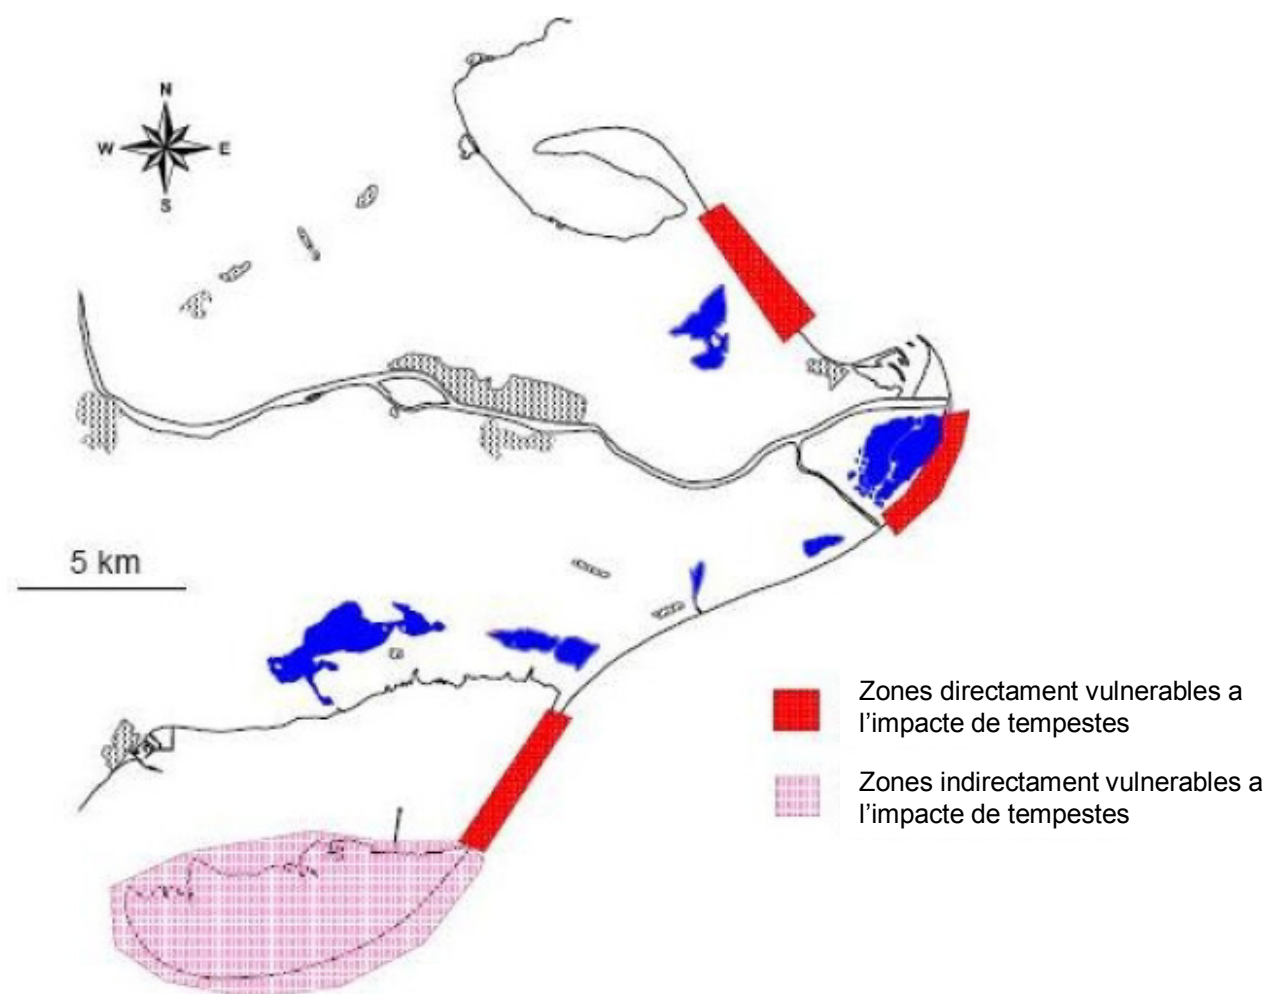 N
W E
S
5 km
Zones directament vulnerables a
l’impacte de tempestes
Zones indirectament vulnerables a
l’impacte de tempestes